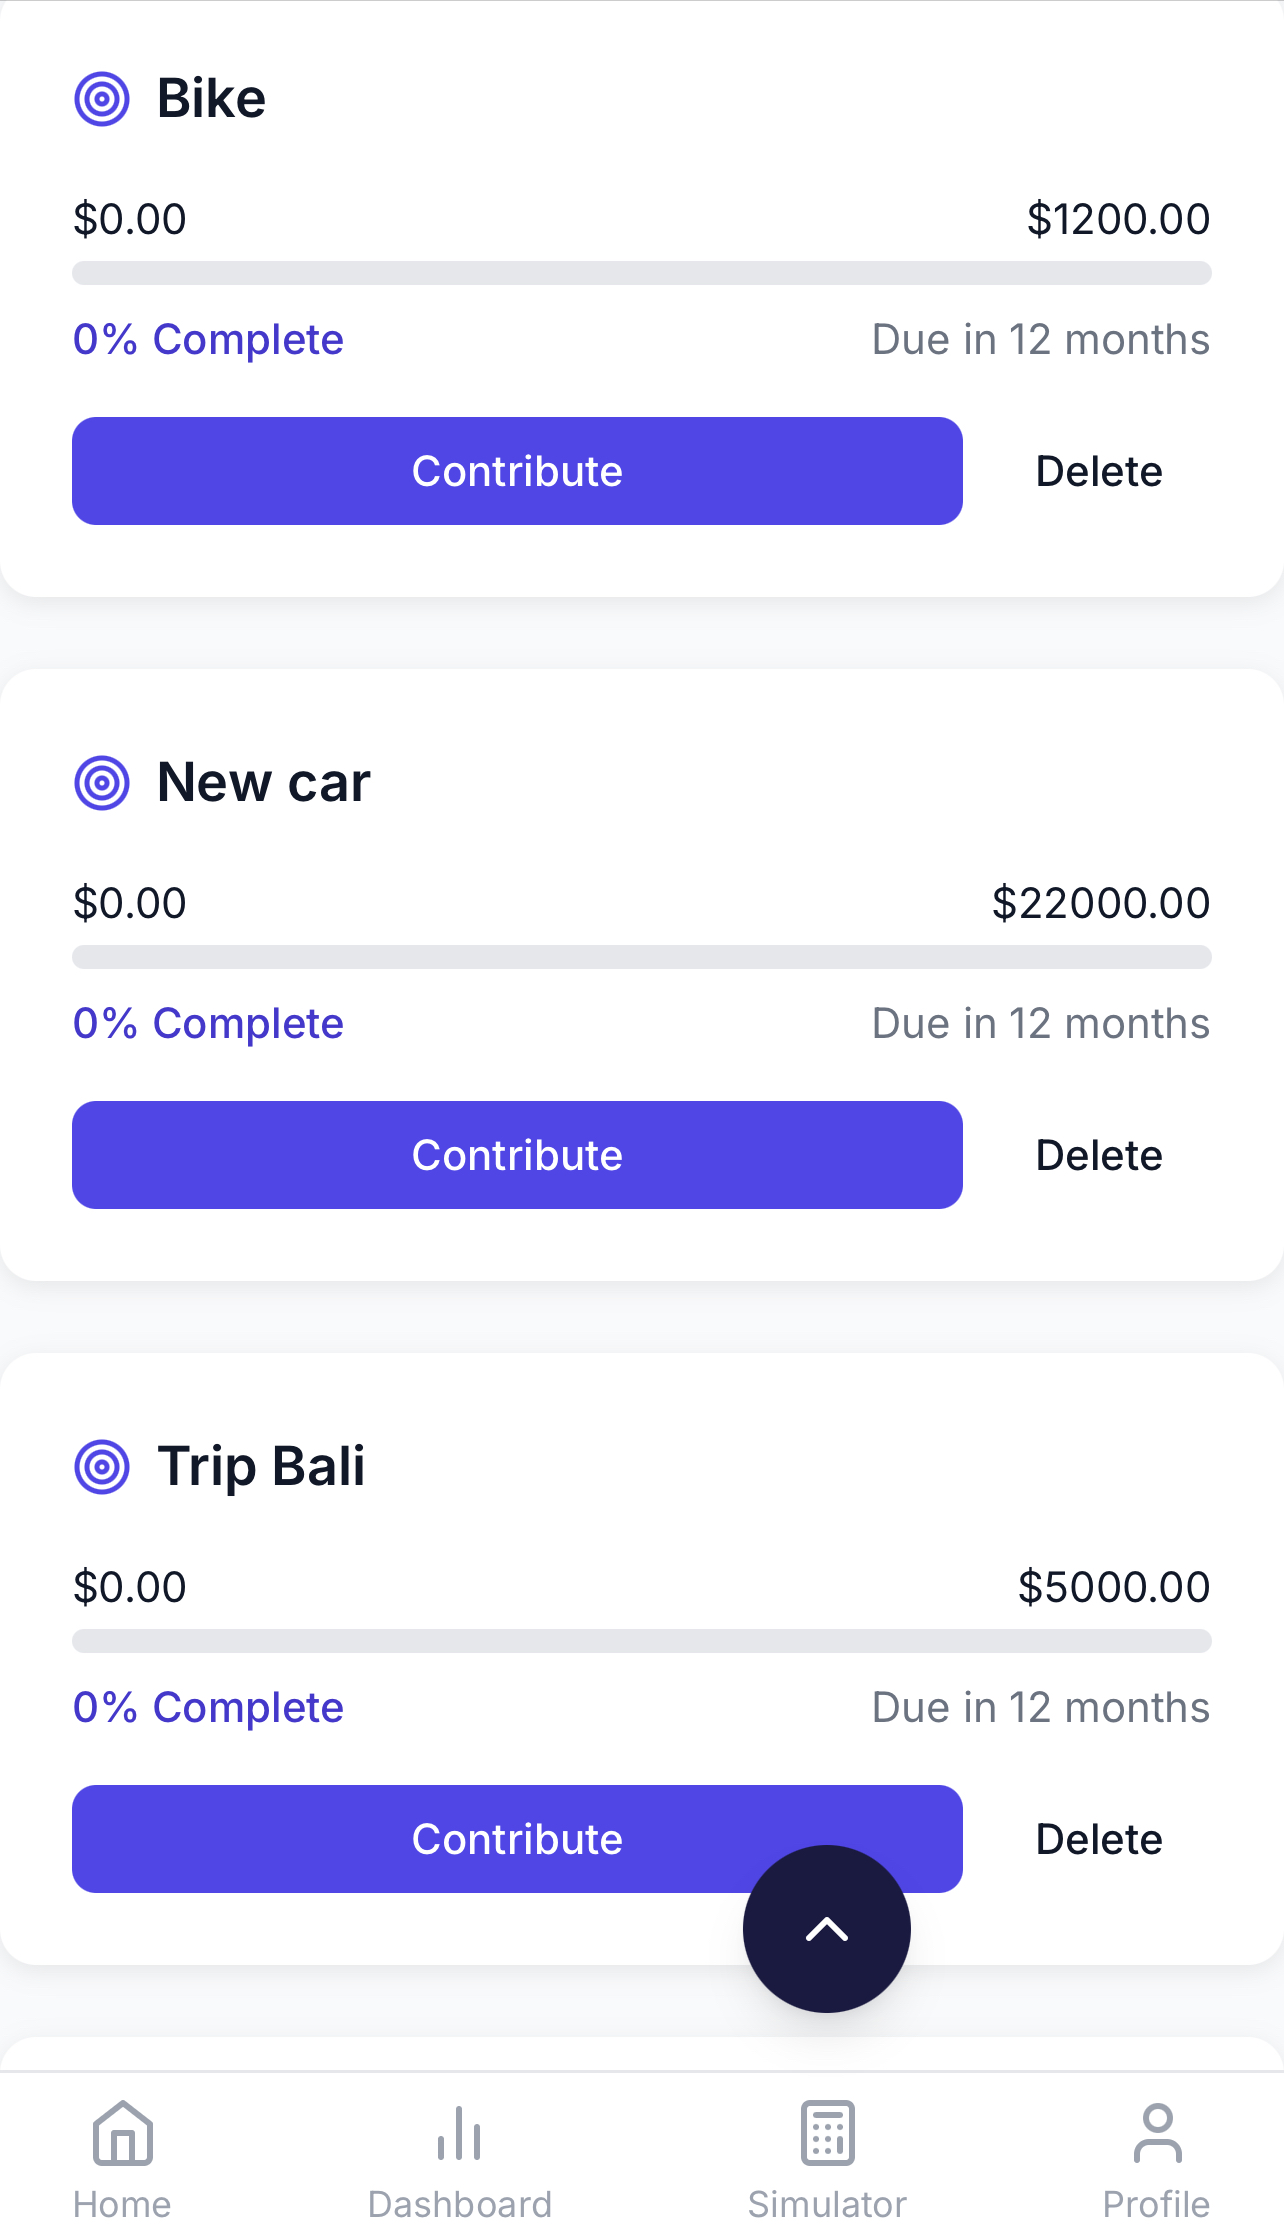 Bike
$0.00 $1200.00
0% Complete Due in 12 months
Contribute Delete
New car
$0.00 $22000.00
0% Complete Due in 12 months
Contribute Delete
Trip Bali
$0.00 $5000.00
0% Complete Due in 12 months
Contribute Delete
Home Dashboard Simulator Profile